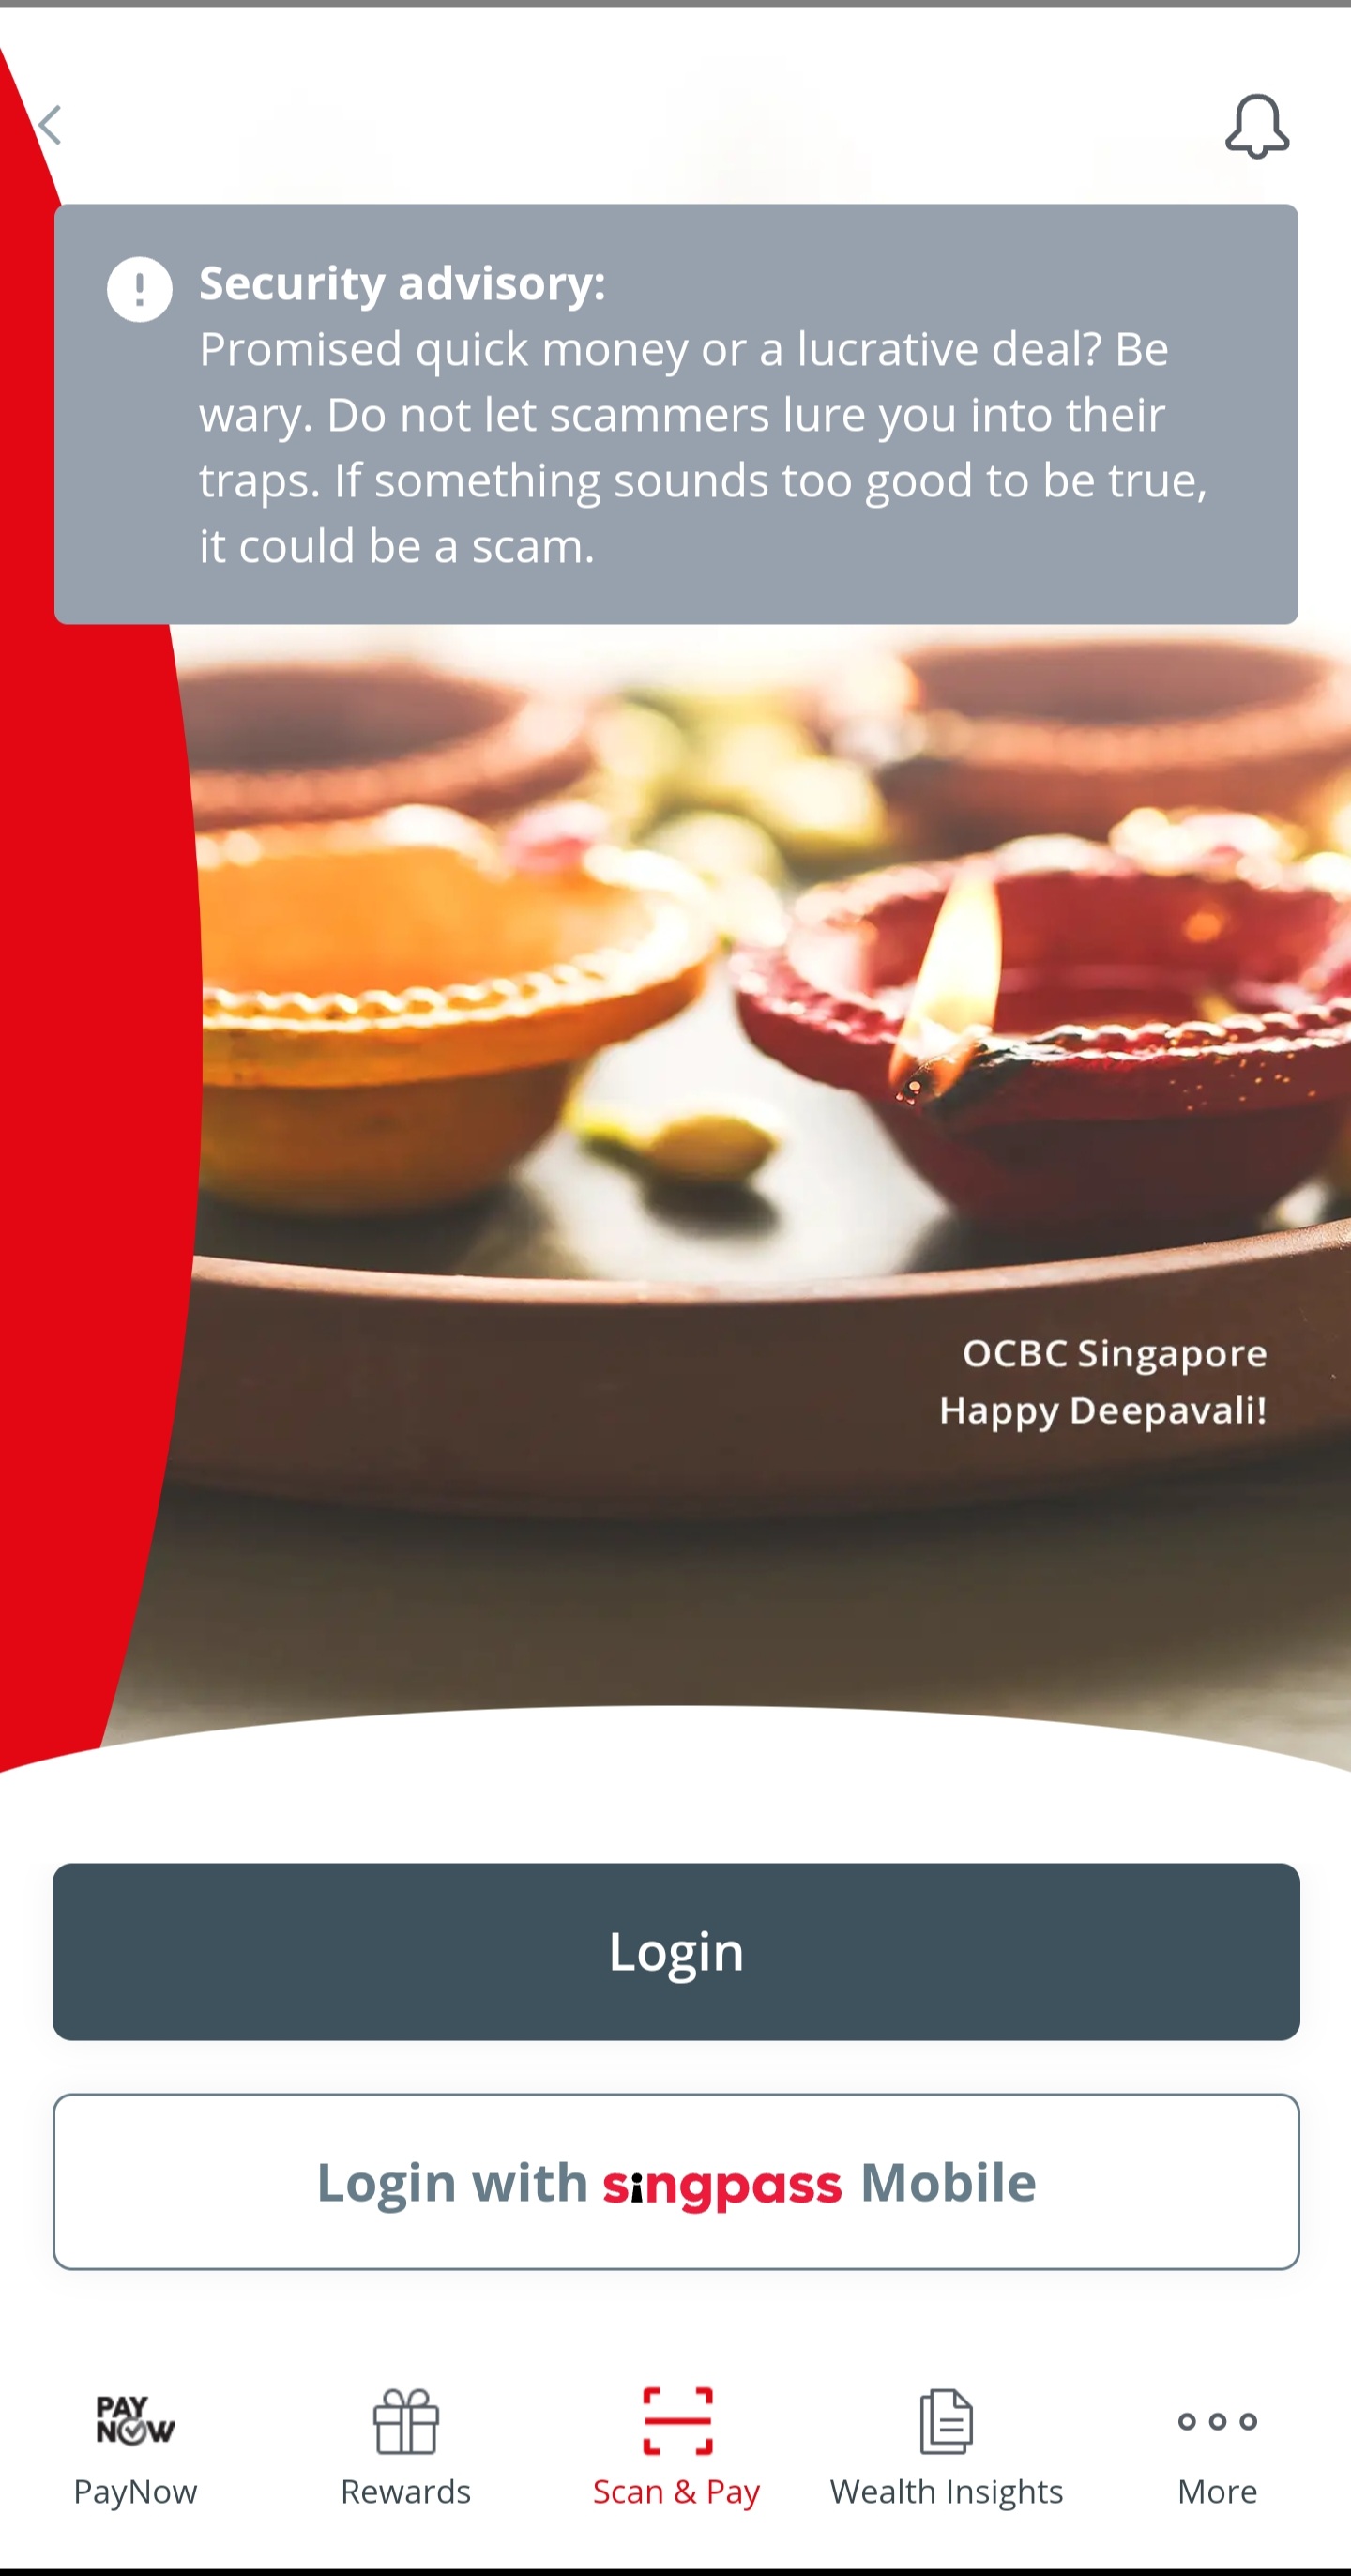 Security advisory:
Promised quick money or a lucrative deal? Be
wary. Do not let scammers lure you into their
traps. If something sounds too good to be true,
it could be a scam.
OCBC Singapore
Happy Deepavali!
Login
Login with singpass Mobile
PAY
NOW
PayNow
Rewards
Scan & Pay
Wealth Insights
More